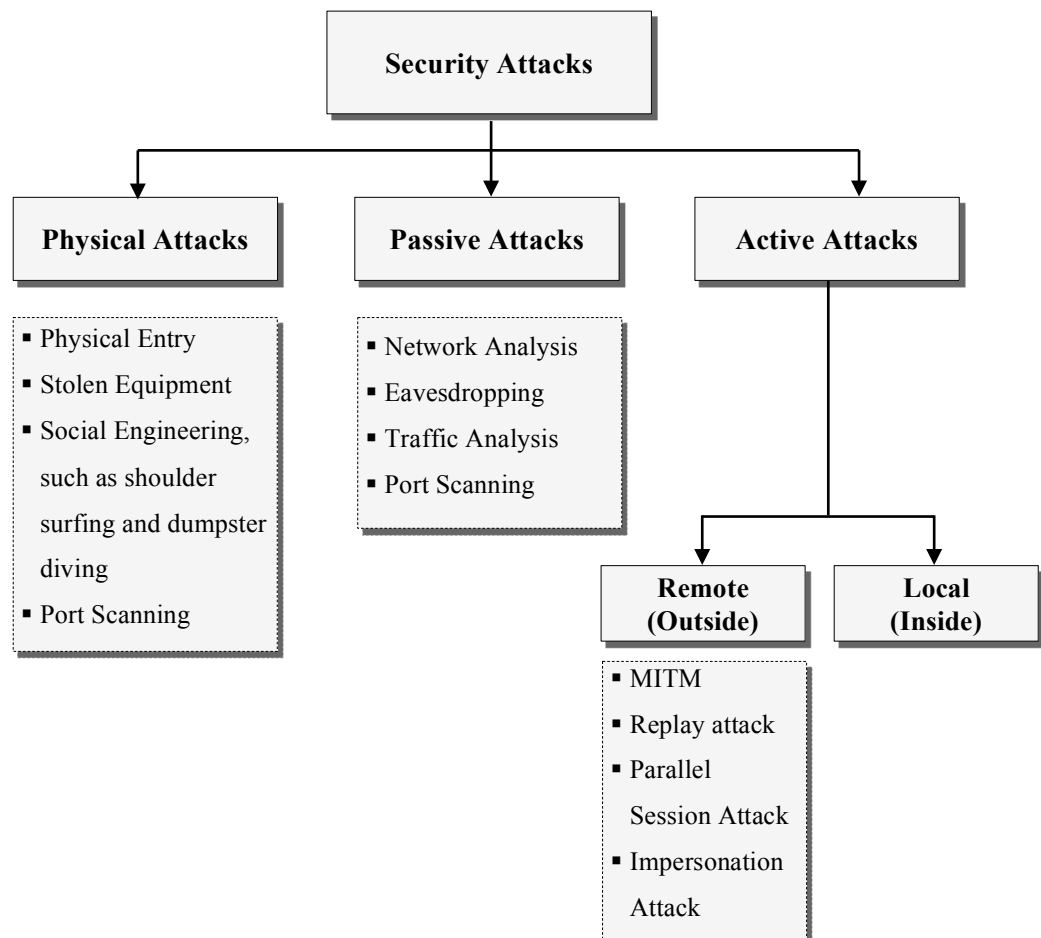 Security Attacks
Physical Attacks
Passive Attacks
Active Attacks
▪ Physical Entry
▪ Stolen Equipment
▪ Social Engineering,
such as shoulder
surfing and dumpster
diving
▪ Port Scanning
▪ Network Analysis
▪ Eavesdropping
▪ Traffic Analysis
▪ Port Scanning
Remote
(Outside)
Local
(Inside)
▪ MITM
▪ Replay attack
▪ Parallel
Session Attack
▪ Impersonation
Attack